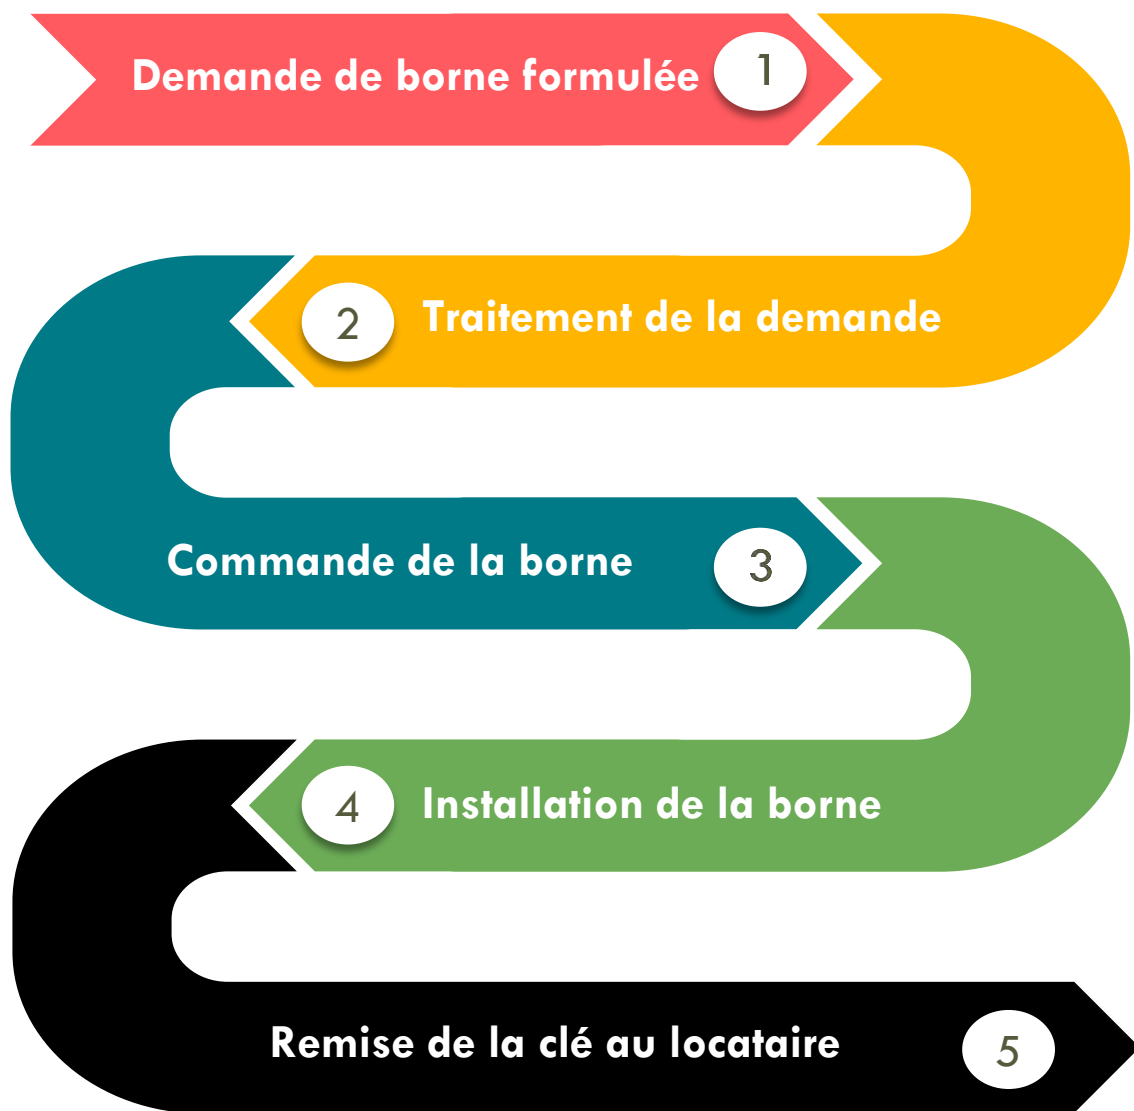 Demande de borne formulée 1
2 Traitement de la demande
Commande de la borne 3
4 Installation de la borne
Remise de la clé au locataire 5